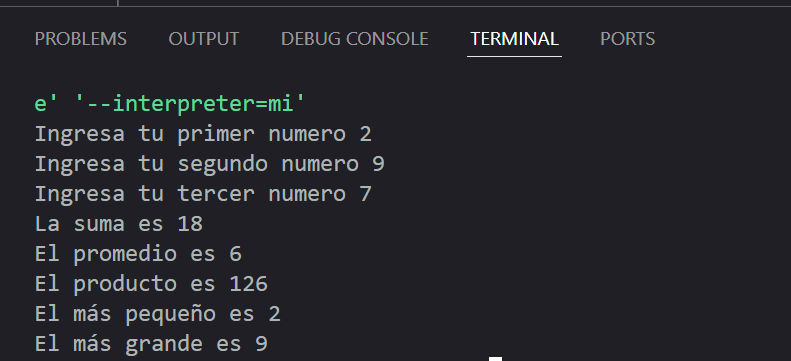 PROBLEMS OUTPUT DEBUG CONSOLE TERMINAL PORTS
e' '--interpreter=mi'
Ingresa tu primer numero 2
Ingresa tu segundo numero 9
Ingresa tu tercer numero 7
La suma es 18
El promedio es 6
El producto es 126
El más pequeño es 2
El más grande es 9